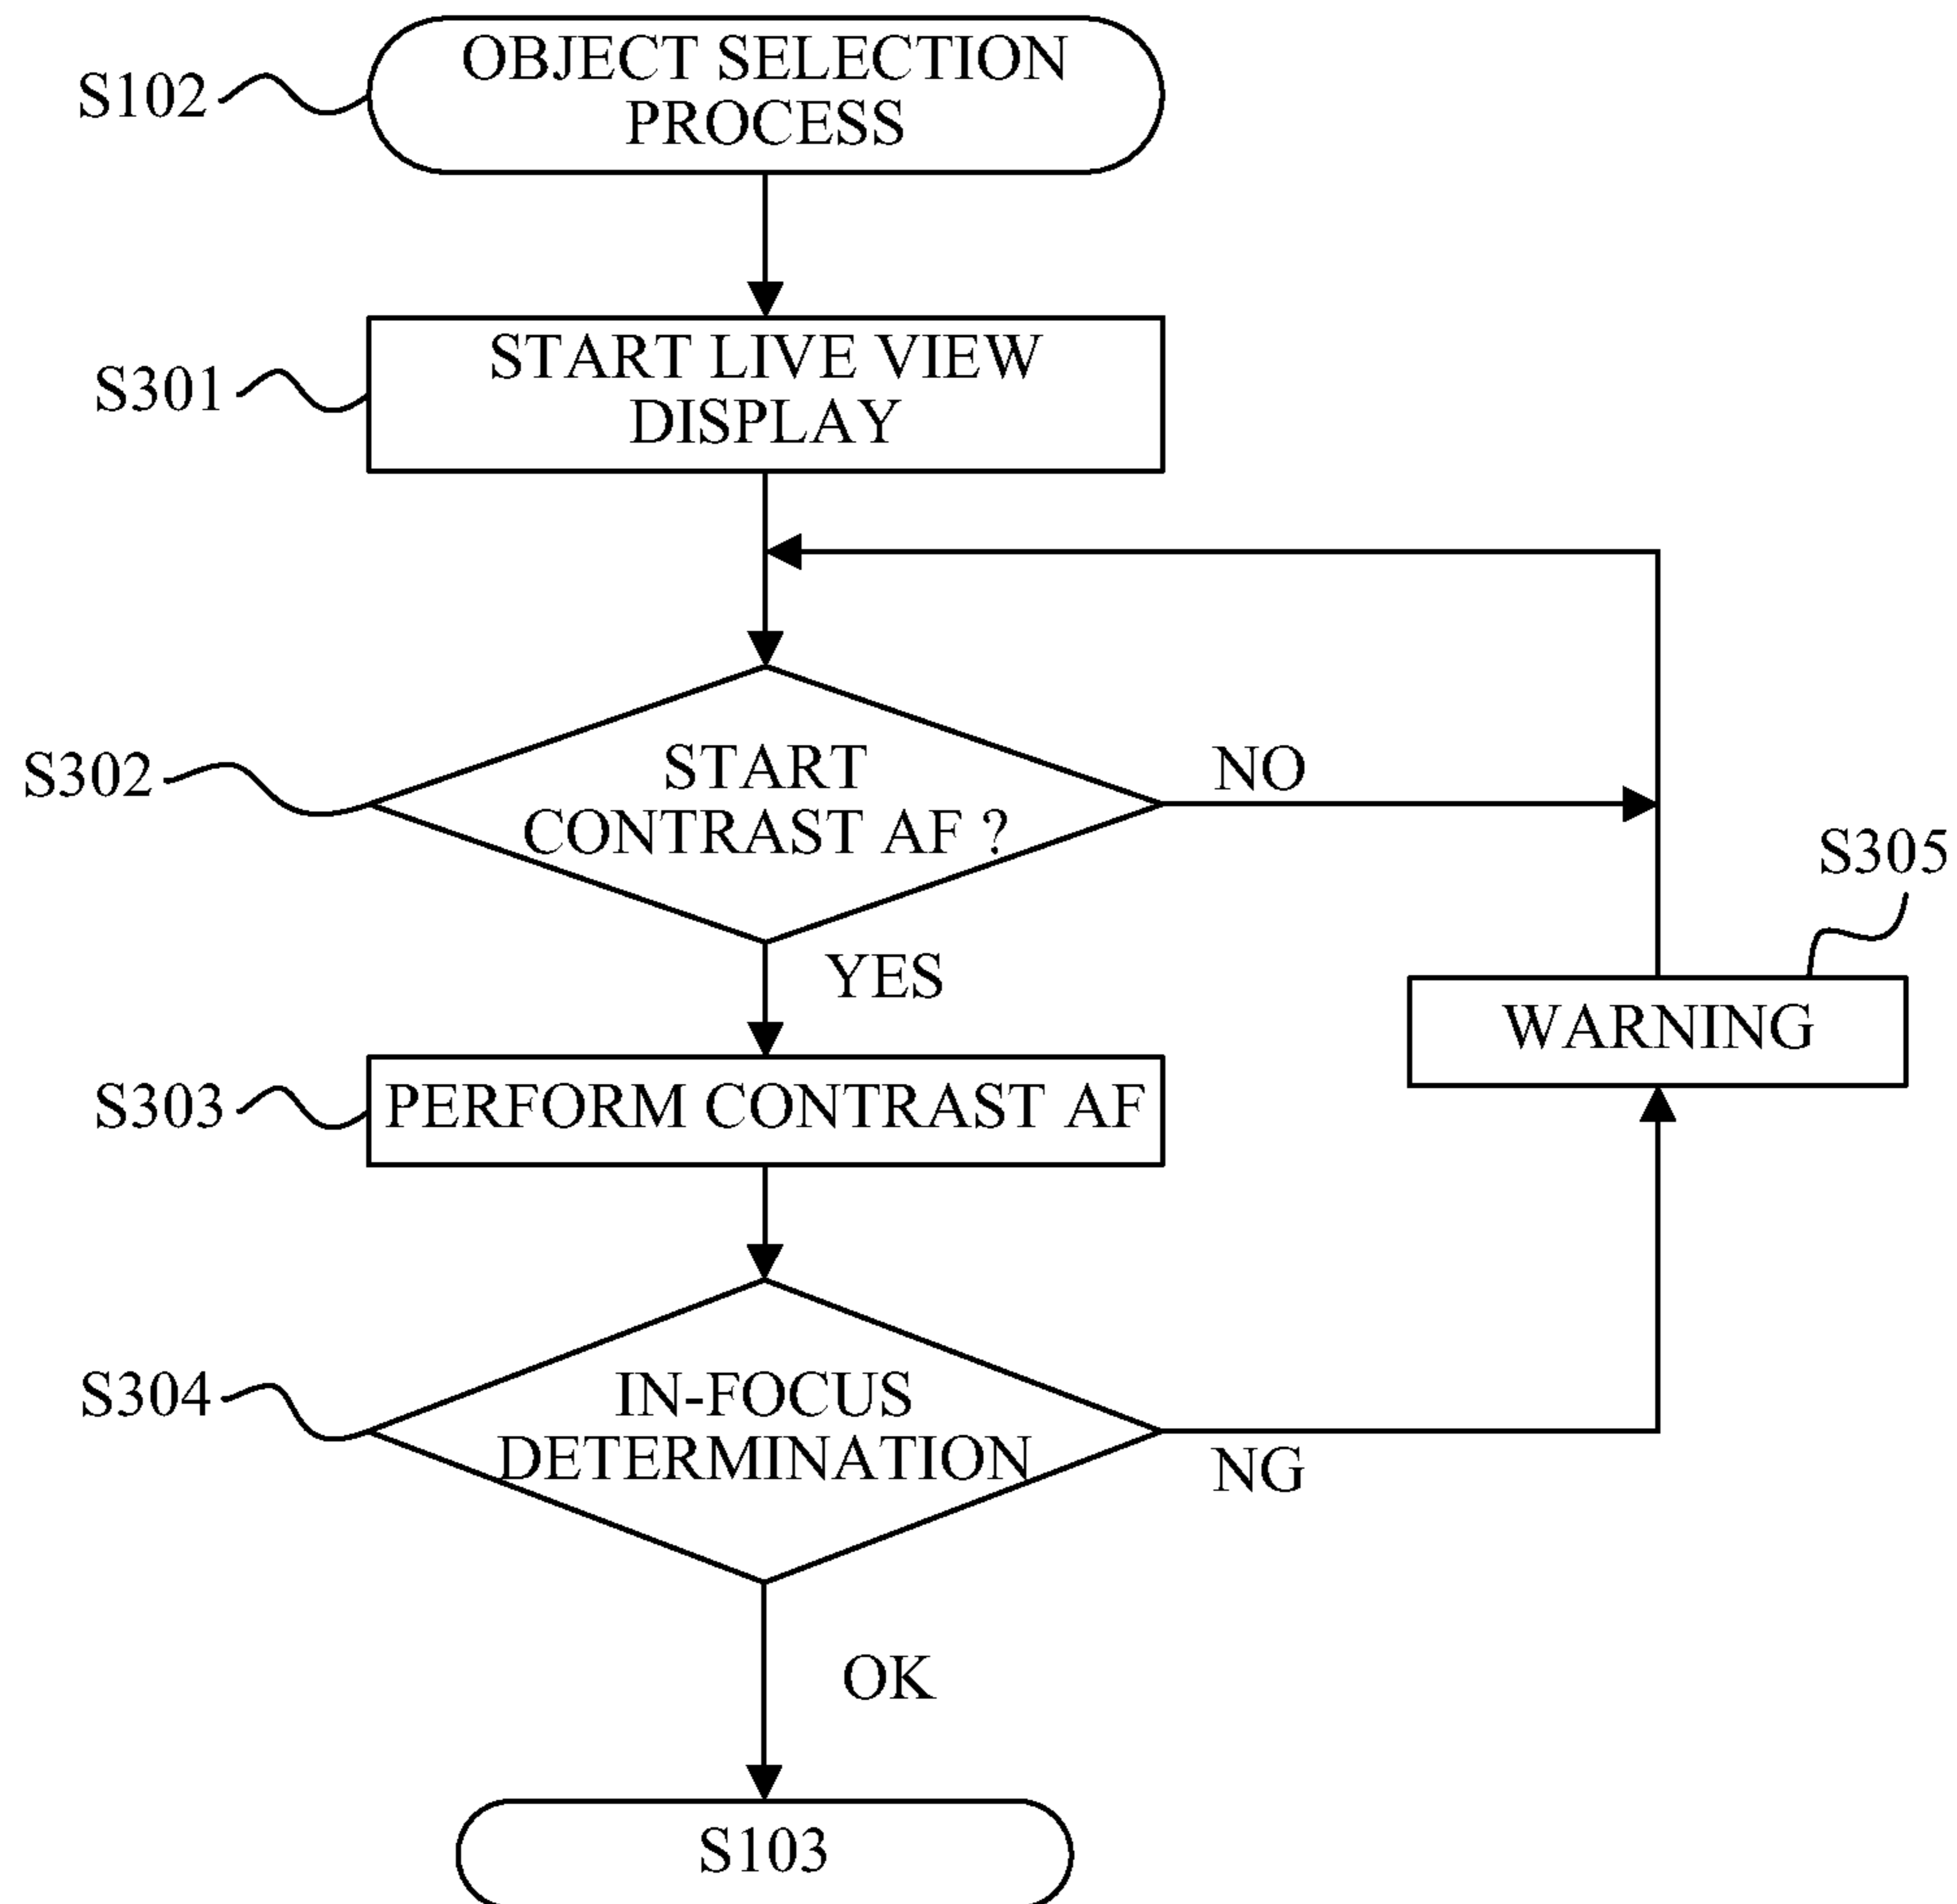 S102
OBJECT SELECTION
PROCESS
S301
START LIVE VIEW
DISPLAY
S302
START
CONTRAST AF ?
NO
S305
YES
WARNING
S303
PERFORM CONTRAST AF
S304
IN-FOCUS
DETERMINATION
NG
OK
S103